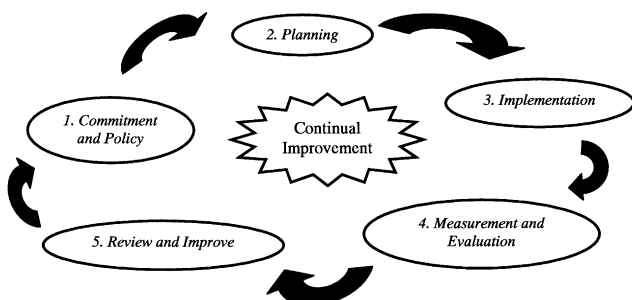 2. Planning
1. Commitment
and Policy
3. Implementation
Continual
Improvement
4. Measurement and
Evaluation
5. Review and Improve